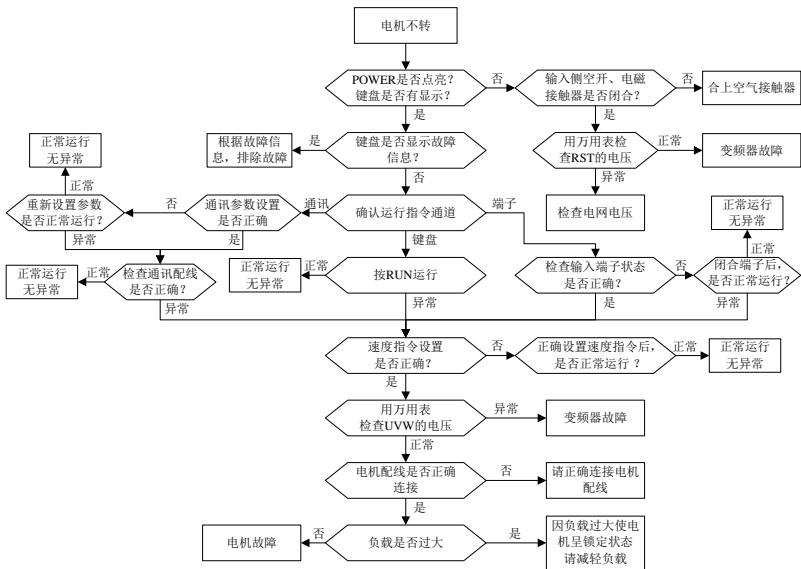 电机不转
POWER是否点亮？
键盘是否有显示？
否
输入侧空开、电磁
接触器是否闭合？
否
合上空气接触器
是
是
根据故障信
息，排除故障
是
键盘是否显示故障
信息？
用万用表检
查RST的电压
正常
变频器故障
正常运行
无异常
正常
否
异常
检查电网电压
重新设置参数
是否正常运行？
否
通讯参数设置
是否正确
通讯
确认运行指令通道
端子
正常运行
无异常
异常
是
键盘
正常
正常运行
无异常
正常
检查通讯配线
是否正确？
正常运行
无异常
正常
按RUN运行
检查输入端子状态
是否正确？
否
闭合端子后，
是否正常运行？
异常
异常
是
异常
速度指令设置
是否正确？
否
正确设置速度指令后，
是否正常运行 ？
正常
正常运行
无异常
是
用万用表
检查UVW的电压
异常
变频器故障
正常
电机配线是否正确
连接
否
请正确连接电机
配线
是
电机故障
否
负载是否过大
是
因负载过大使电
机呈锁定状态
请减轻负载